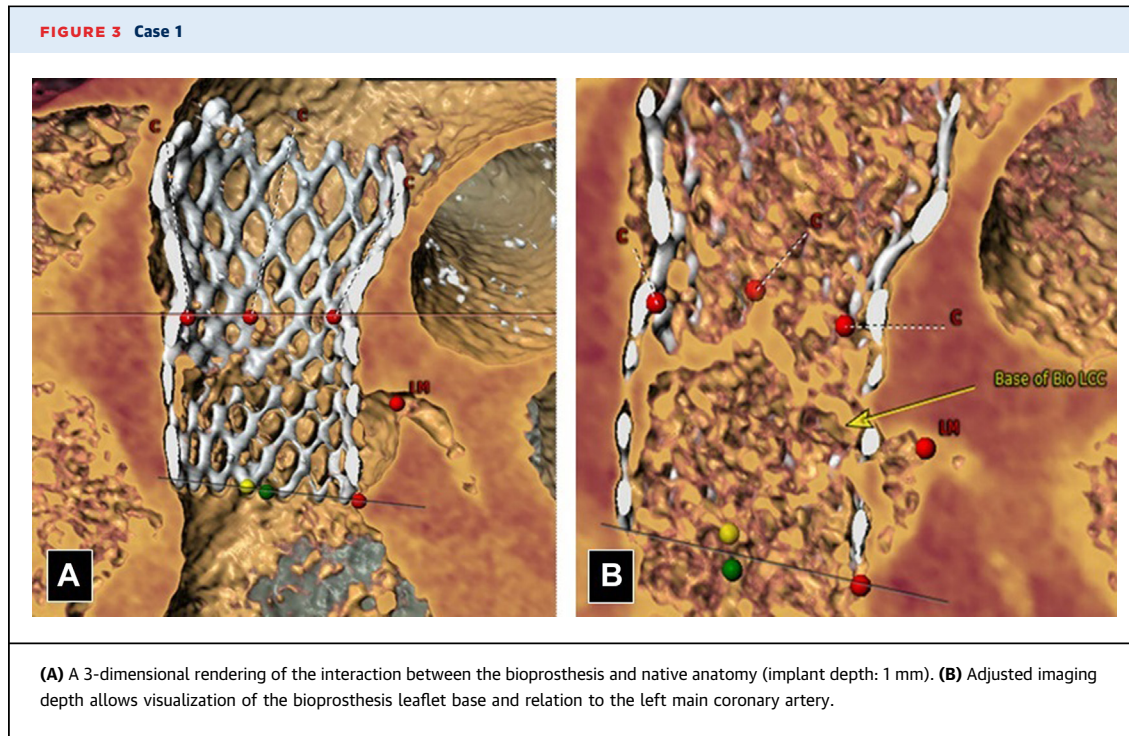 FIGURE 3 Case 1
C
C
C
LM
A
C
C
C
Base of Bio LCC
LM
B
(A) A 3-dimensional rendering of the interaction between the bioprosthesis and native anatomy (implant depth: 1 mm). (B) Adjusted imaging
depth allows visualization of the bioprosthesis leaflet base and relation to the left main coronary artery.